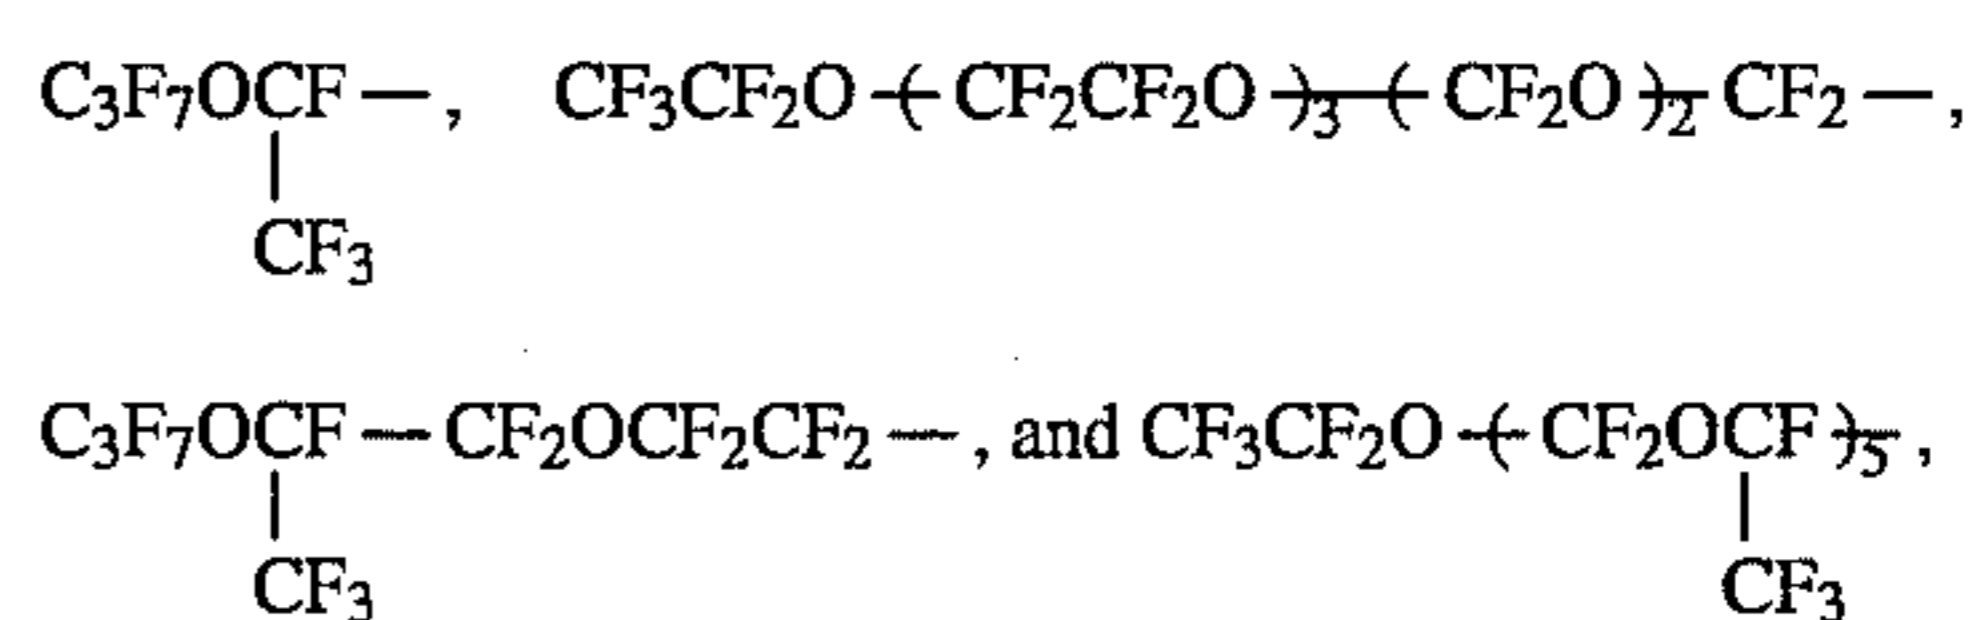 C₃F₇OCF—, CF₃CF₂O—(CF₂CF₂O)₃—(CF₂O)₂—CF₂—,
CF₃
C₃F₇OCF—CF₂OCF₂CF₂—, and CF₃CF₂O—(CF₂OCF)₅—,
CF₃ CF₃